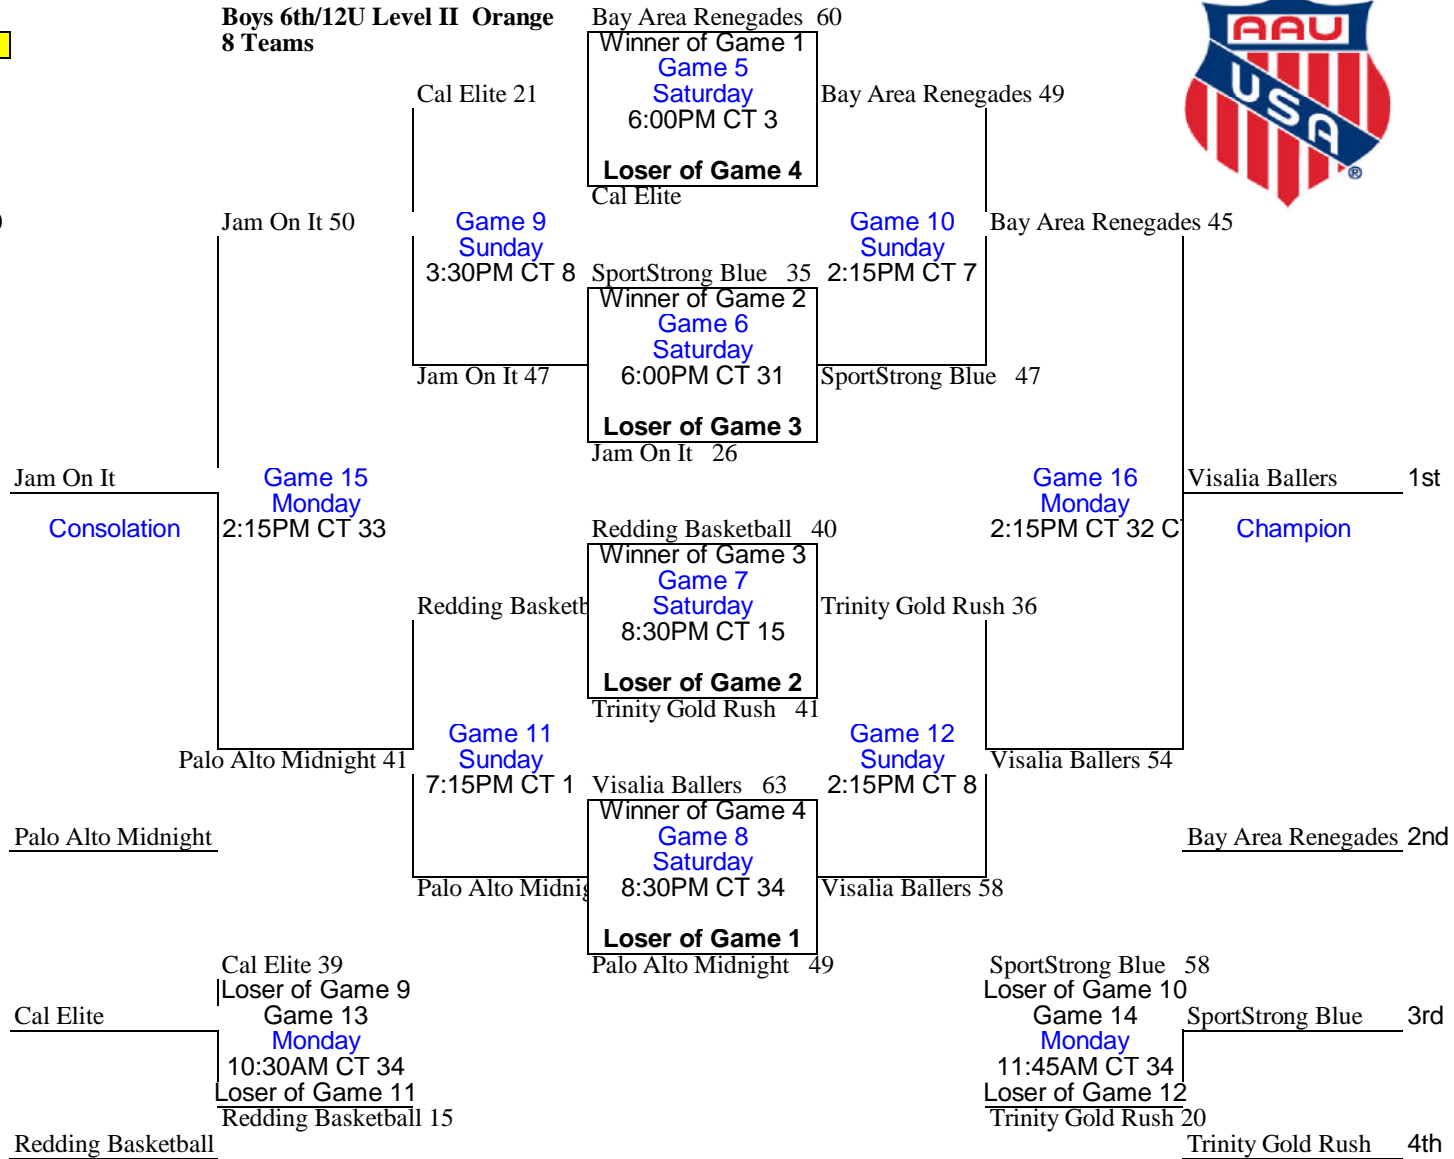 Boys 6th/12U Level II Orange
8 Teams
Bay Area Renegades 60
Winner of Game 1
Game 5
Saturday
6:00PM CT 3
Loser of Game 4
Cal Elite
AAU
USA
®
Cal Elite 21
Bay Area Renegades 49
Jam On It 50
Game 9
Sunday
3:30PM CT 8
Game 10
Sunday
2:15PM CT 7
Bay Area Renegades 45
SportStrong Blue 35
Winner of Game 2
Game 6
Saturday
6:00PM CT 31
Loser of Game 3
Jam On It 26
Jam On It 47
SportStrong Blue 47
Jam On It
Consolation
Game 15
Monday
2:15PM CT 33
Game 16
Monday
2:15PM CT 32 C
Visalia Ballers 1st
Champion
Redding Basketball 40
Winner of Game 3
Game 7
Saturday
8:30PM CT 15
Loser of Game 2
Trinity Gold Rush 41
Redding Basketb
Trinity Gold Rush 36
Game 11
Sunday
7:15PM CT 1
Game 12
Sunday
2:15PM CT 8
Palo Alto Midnight 41
Visalia Ballers 54
Visalia Ballers 63
Winner of Game 4
Game 8
Saturday
8:30PM CT 34
Loser of Game 1
Palo Alto Midnight 49
Palo Alto Midnight
Bay Area Renegades 2nd
Palo Alto Midnig
Visalia Ballers 58
Cal Elite 39
Loser of Game 9
Game 13
Monday
10:30AM CT 34
Loser of Game 11
Redding Basketball 15
Cal Elite
Redding Basketball
SportStrong Blue 58
Loser of Game 10
Game 14
Monday
11:45AM CT 34
Loser of Game 12
Trinity Gold Rush 20
SportStrong Blue 3rd
Trinity Gold Rush 4th